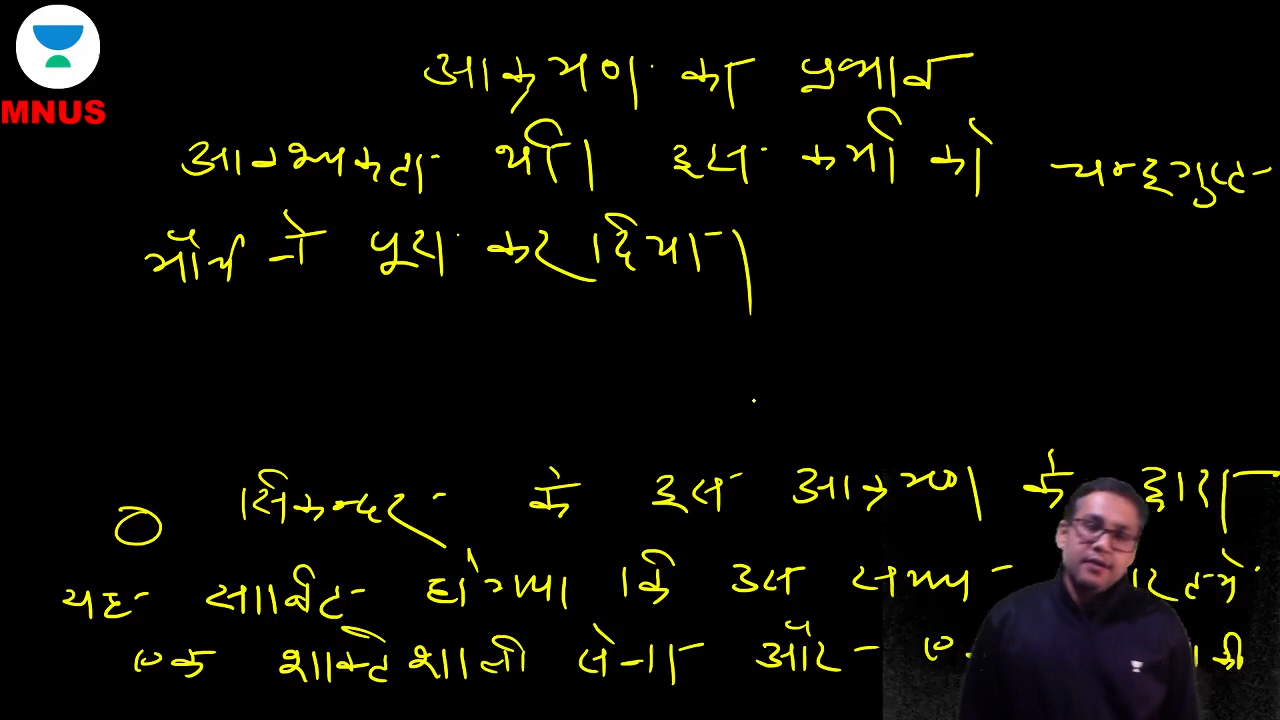 MNUS
आक्रमण का प्रभाव
आवश्यकता थी। इस कमी को चन्द्रगुप्त
मौर्य ने पूरा कर दिया।
सिकन्दर के इस आक्रमण के द्वारा
यह साबित हो गया कि उस समय भारत में
एक शक्तिशाली सेना और की